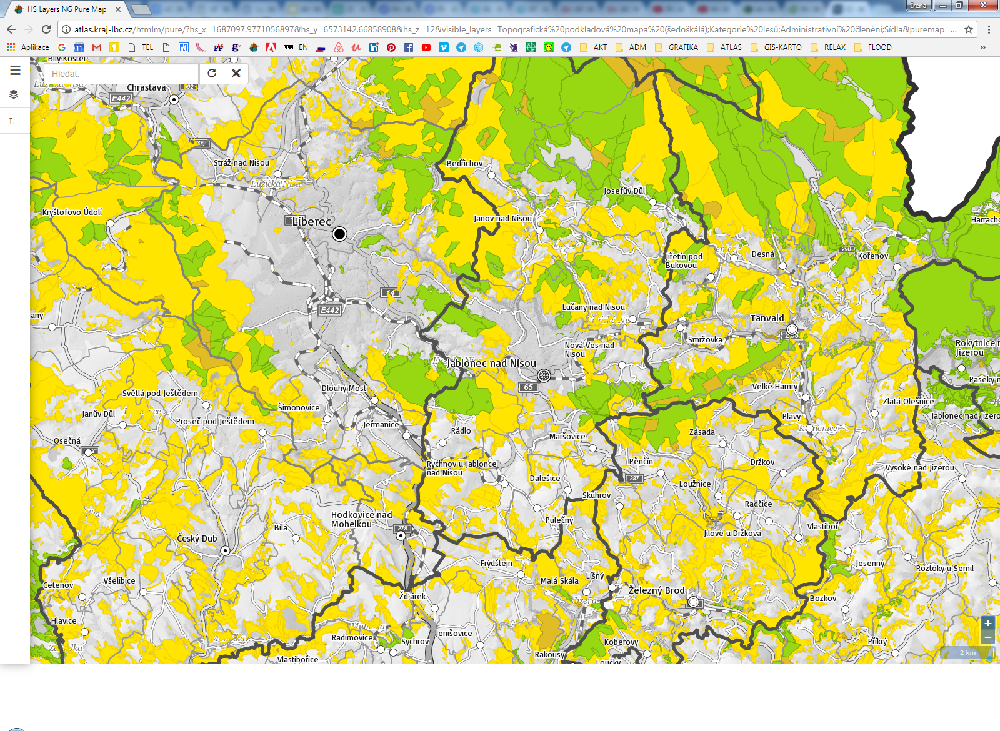 HS Layers NG Pure Map
Irena
atlas.kraj-lbc.cz/htmlm/pure/?hs_x=1687097.9771056897&hs_y=6573142.66858908&hs_z=12&visible_layers=Topografická%20podkladová%20mapa%20(šedoškálá);Kategorie%20lesů;Administrativní%20členění;Sídla&puremap=...
Aplikace
TEL
EN
AKT
ADM
GRAFIKA
ATLAS
GIS-KARTO
RELAX
FLOOD
Bílý Kostel
Hledat:
Chrastava
E442
35
Stráž nad Nisou
Lužická Nisa
Bedřichov
Josefův Důl
Kryštofovo Údolí
Liberec
Janov nad Nisou
Harracho
290
Desná
Kořenov
Jiřetín pod
Bukovou
14
E442
Lučany nad Nisou
Tanvald
any
Smržovka
Nová Ves nad
Nisou
Rokytnice n
Jizerou
Jablonec nad Nisou
65
Paseky n
Dlouhý Most
Velké Hamry
Světlá pod Ještědem
Zlatá Olešnice
Šimonovice
Janův Důl
Plavy
Jablonec nad Jizero
Proseč pod Ještědem
Jeřmanice
Kamenice
Rádlo
Zásada
Maršovice
Osečná
Rychnov u Jablonce
nad Nisou
Pěnčín
Držkov
Vysoké nad Jizerou
Dalešice
287
Loužnice
Skuhrov
Radčice
Hodkovice nad
Mohelkou
Pulečný
Bílá
278
Vlastiboř
Jílové u Držkova
Český Dub
Frýdštejn
Jesenný
Roztoky u Semil
Malá Skála
Líšný
Všelibice
Cetenov
Železný Brod
Žďárek
Jizera
Bozkov
Hlavice
Mohelka
Jenišovice
Radimovice
Sychrov
Koberovy
Příkrý
Vlastibořice
Rakousy
Loučky
L
+
−
2 km